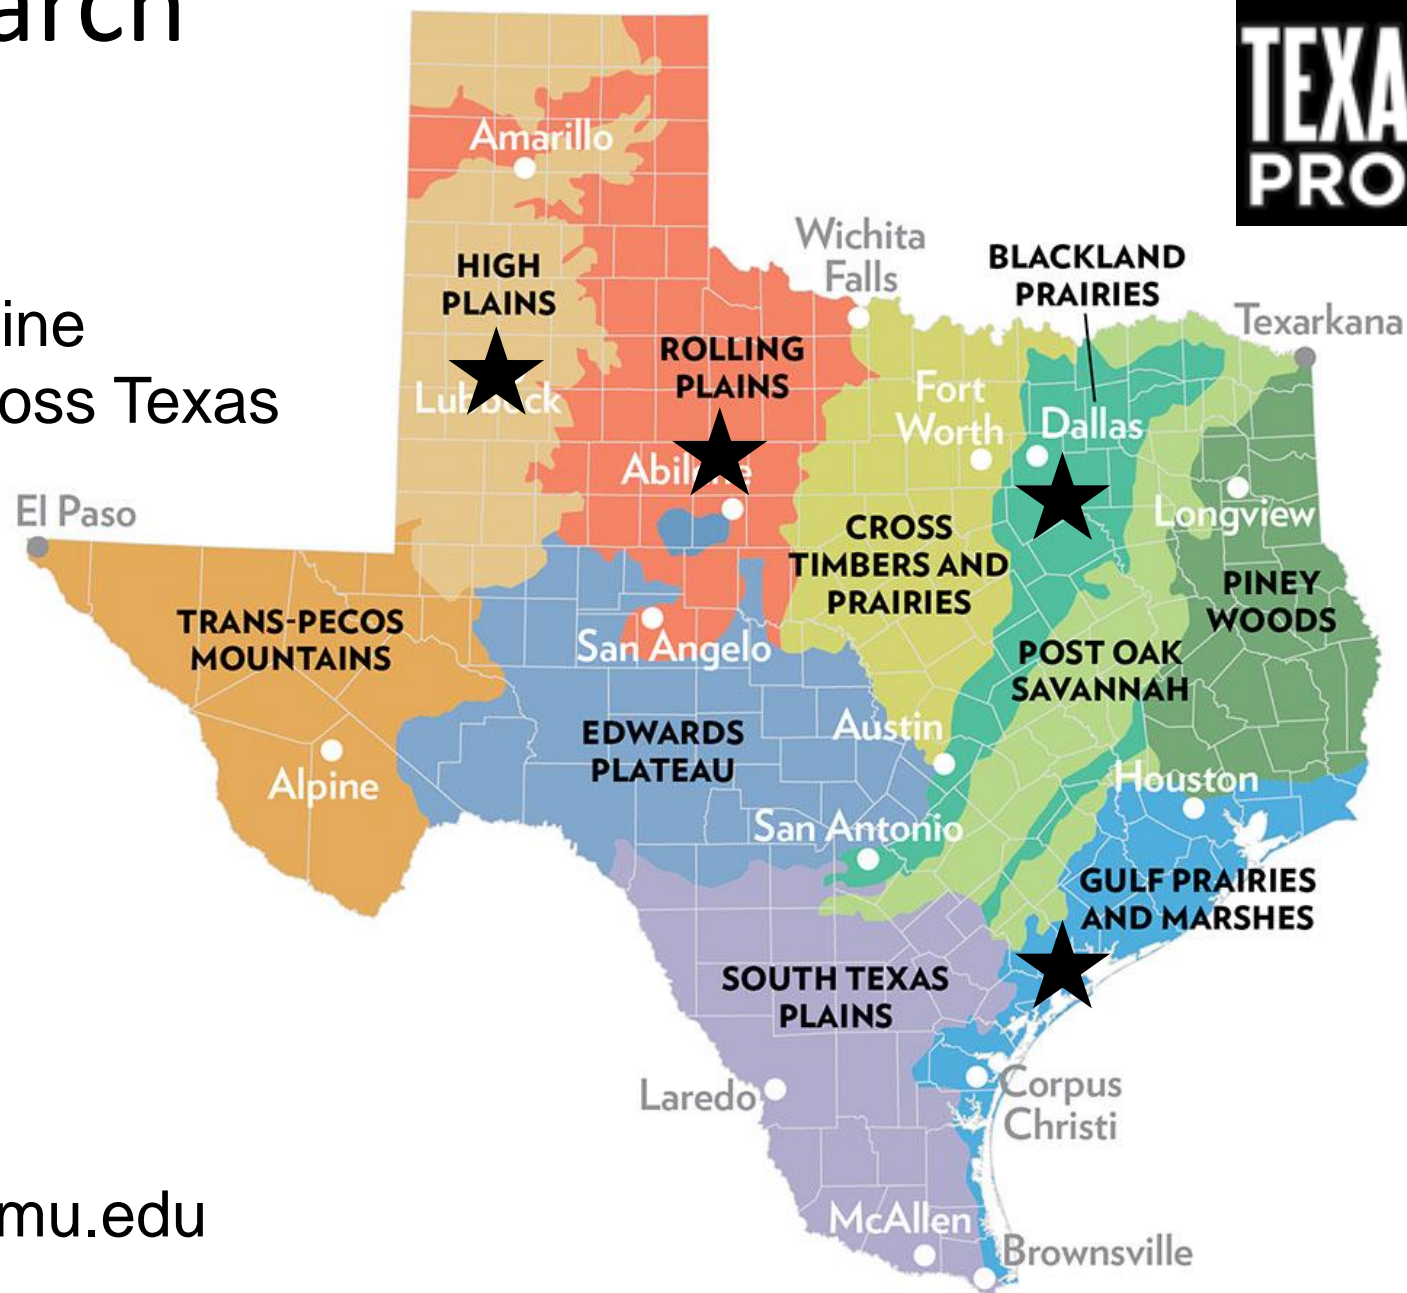 arch
TEXA
PRO
ine
oss Texas
Amarillo
HIGH
PLAINS
Lubbock
Wichita
Falls
ROLLING
PLAINS
Abilene
BLACKLAND
PRAIRIES
Texarkana
Fort
Worth
Dallas
Longview
El Paso
CROSS
TIMBERS AND
PRAIRIES
PINEY
WOODS
TRANS-PECOS
MOUNTAINS
San Angelo
POST OAK
SAVANNAH
EDWARDS
PLATEAU
Austin
Alpine
Houston
San Antonio
GULF PRAIRIES
AND MARSHES
SOUTH TEXAS
PLAINS
Laredo
Corpus
Christi
McAllen
Brownsville
mu.edu